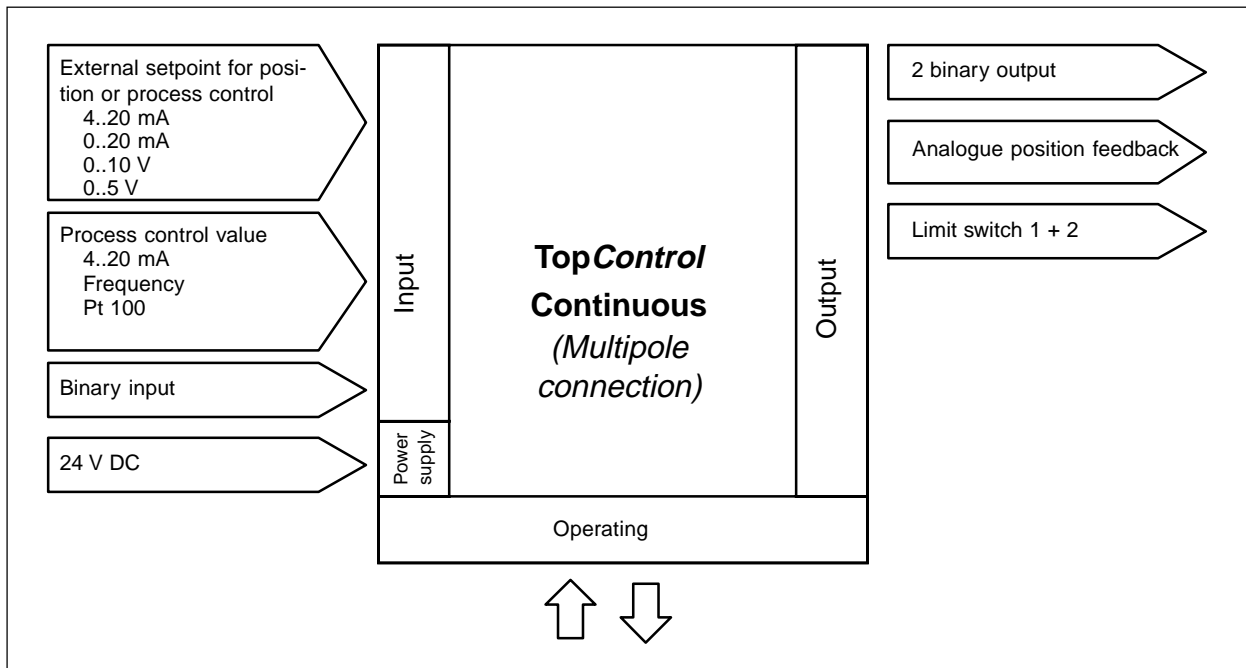 External setpoint for posi-
tion or process control
4..20 mA
0..20 mA
0..10 V
0..5 V
Process control value
4..20 mA
Frequency
Pt 100
Binary input
24 V DC
Input
Power
supply
TopControl
Continuous
(Multipole
connection)
Operating
Output
2 binary output
Analogue position feedback
Limit switch 1 + 2